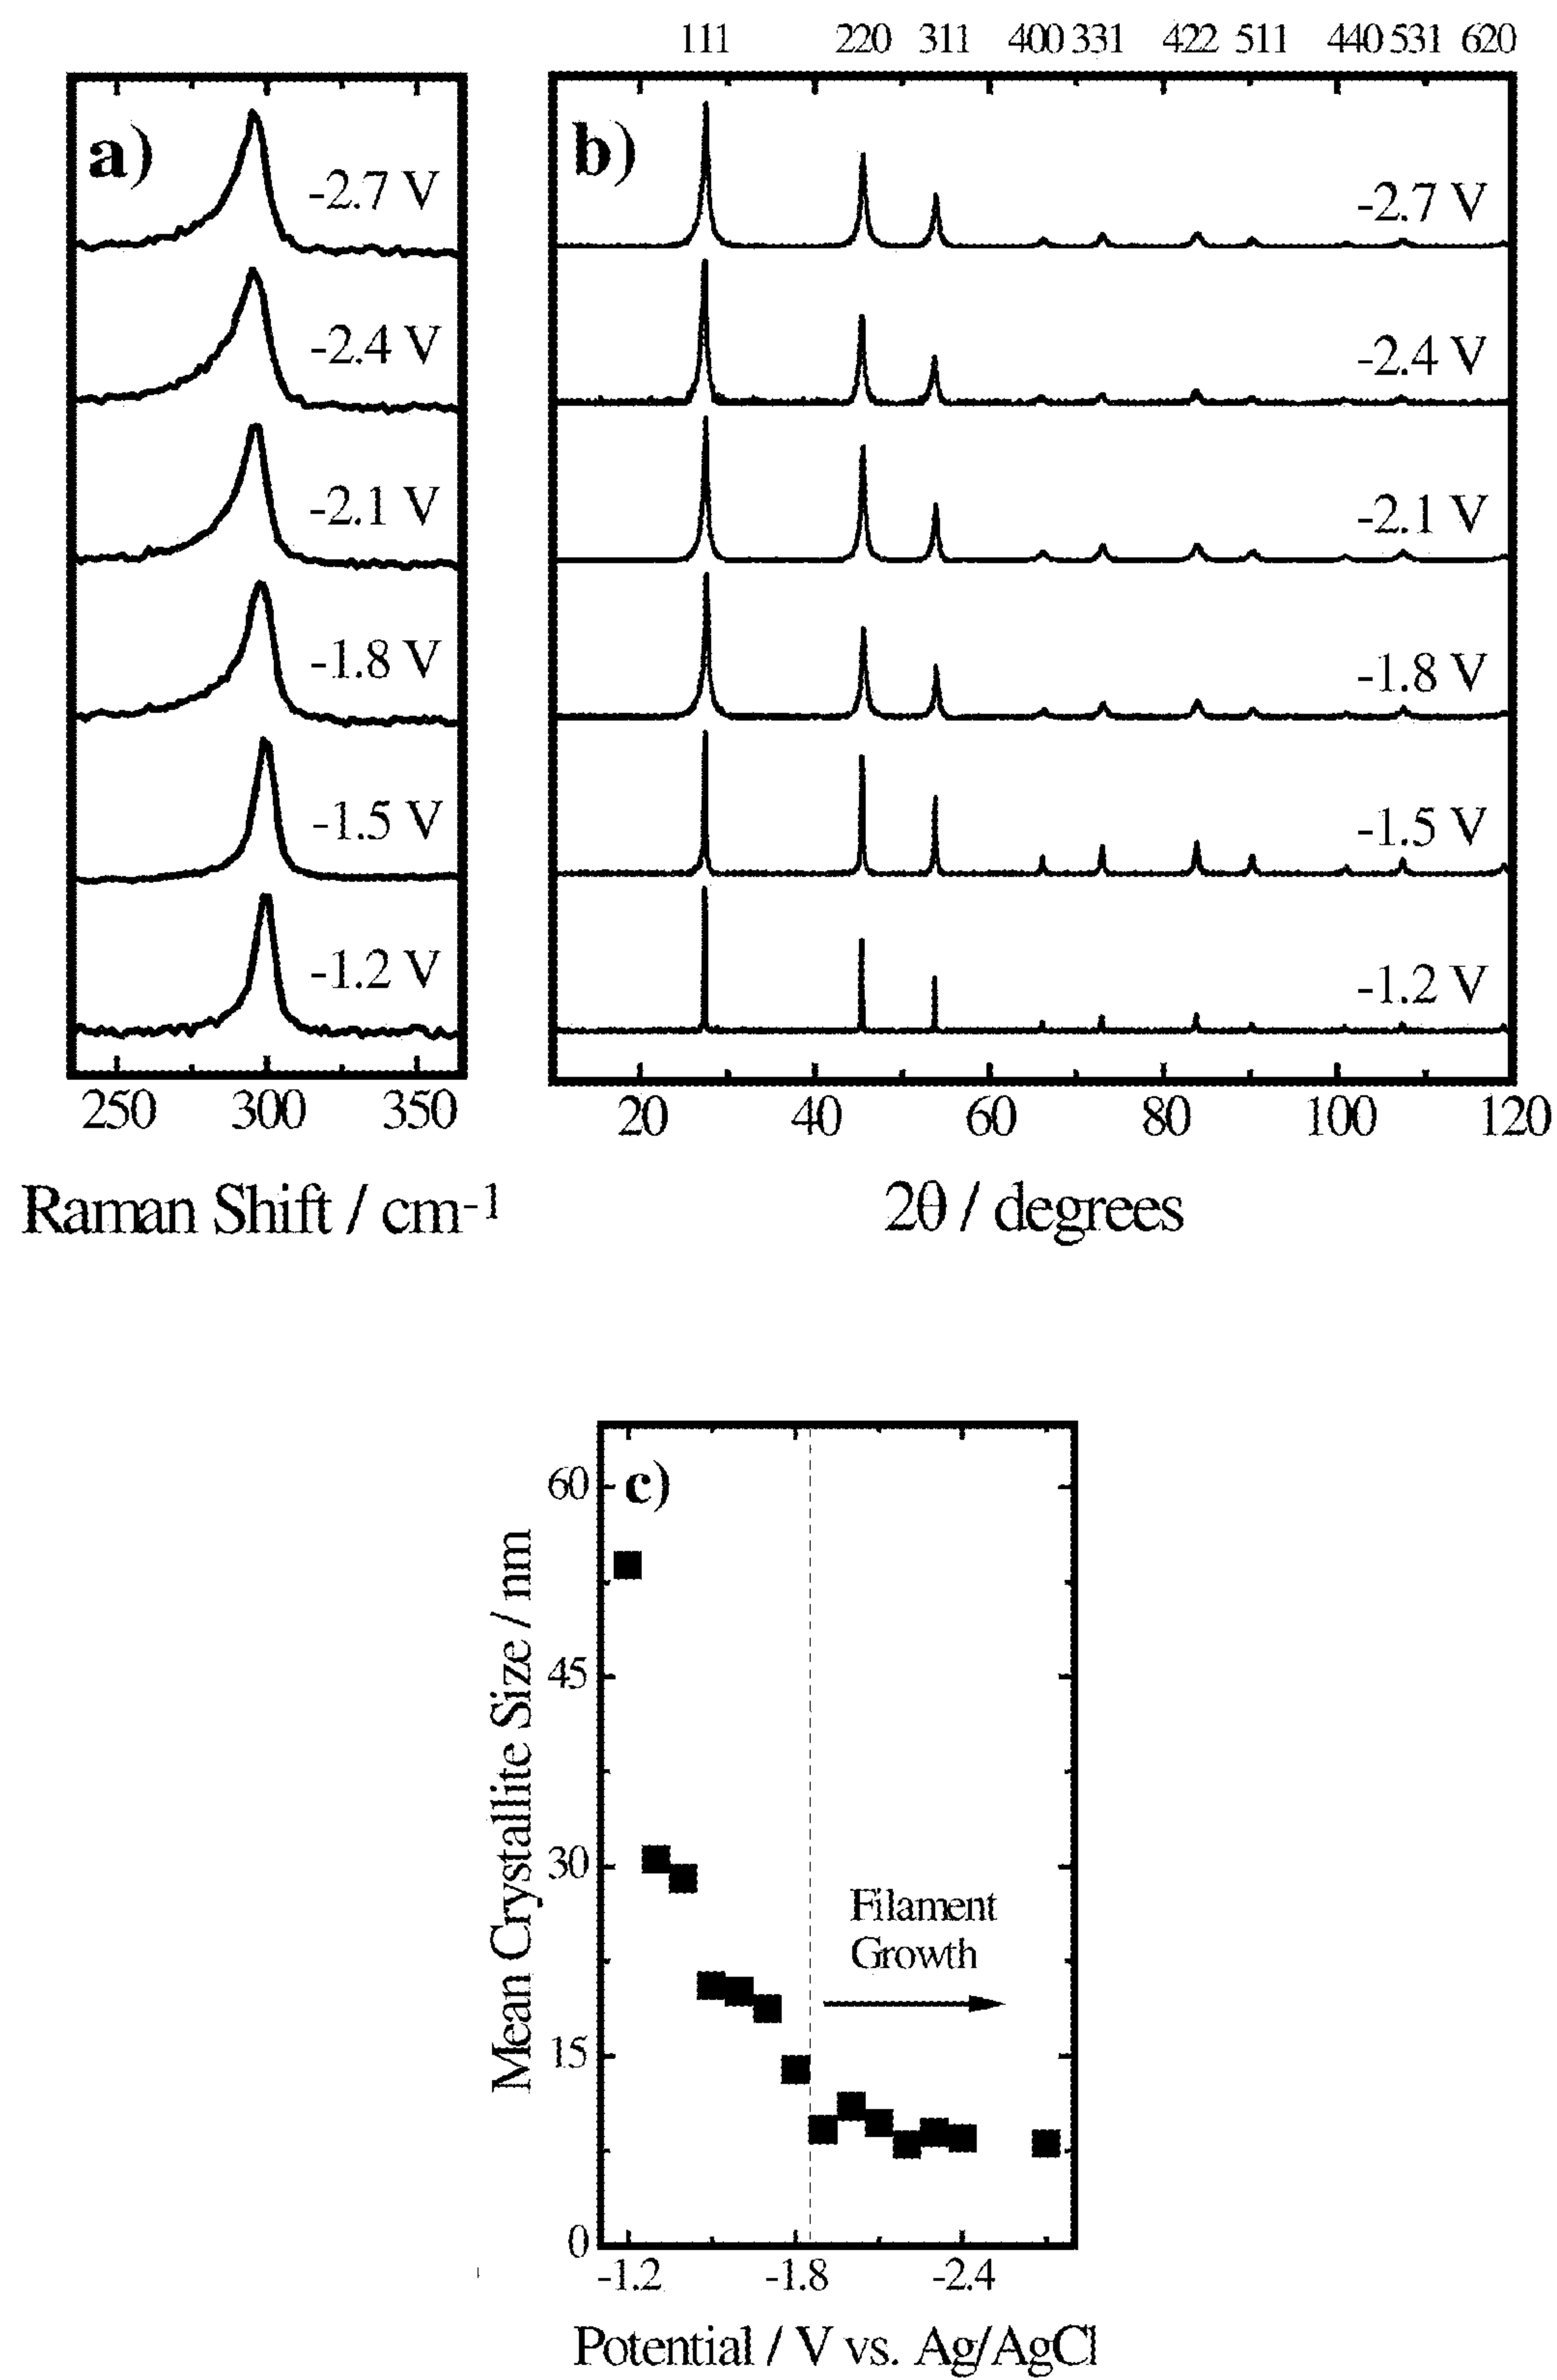 111 220 311 400 331 422 511 440 531 620
a)
-2.7 V
-2.4 V
-2.1 V
-1.8 V
-1.5 V
-1.2 V
250 300 350
Raman Shift / cm-1
b)
-2.7 V
-2.4 V
-2.1 V
-1.8 V
-1.5 V
-1.2 V
20 40 60 80 100 120
2θ / degrees
c)
60
45
30
15
0
Mean Crystallite Size / nm
Filament
Growth
-1.2 -1.8 -2.4
Potential / V vs. Ag/AgCl